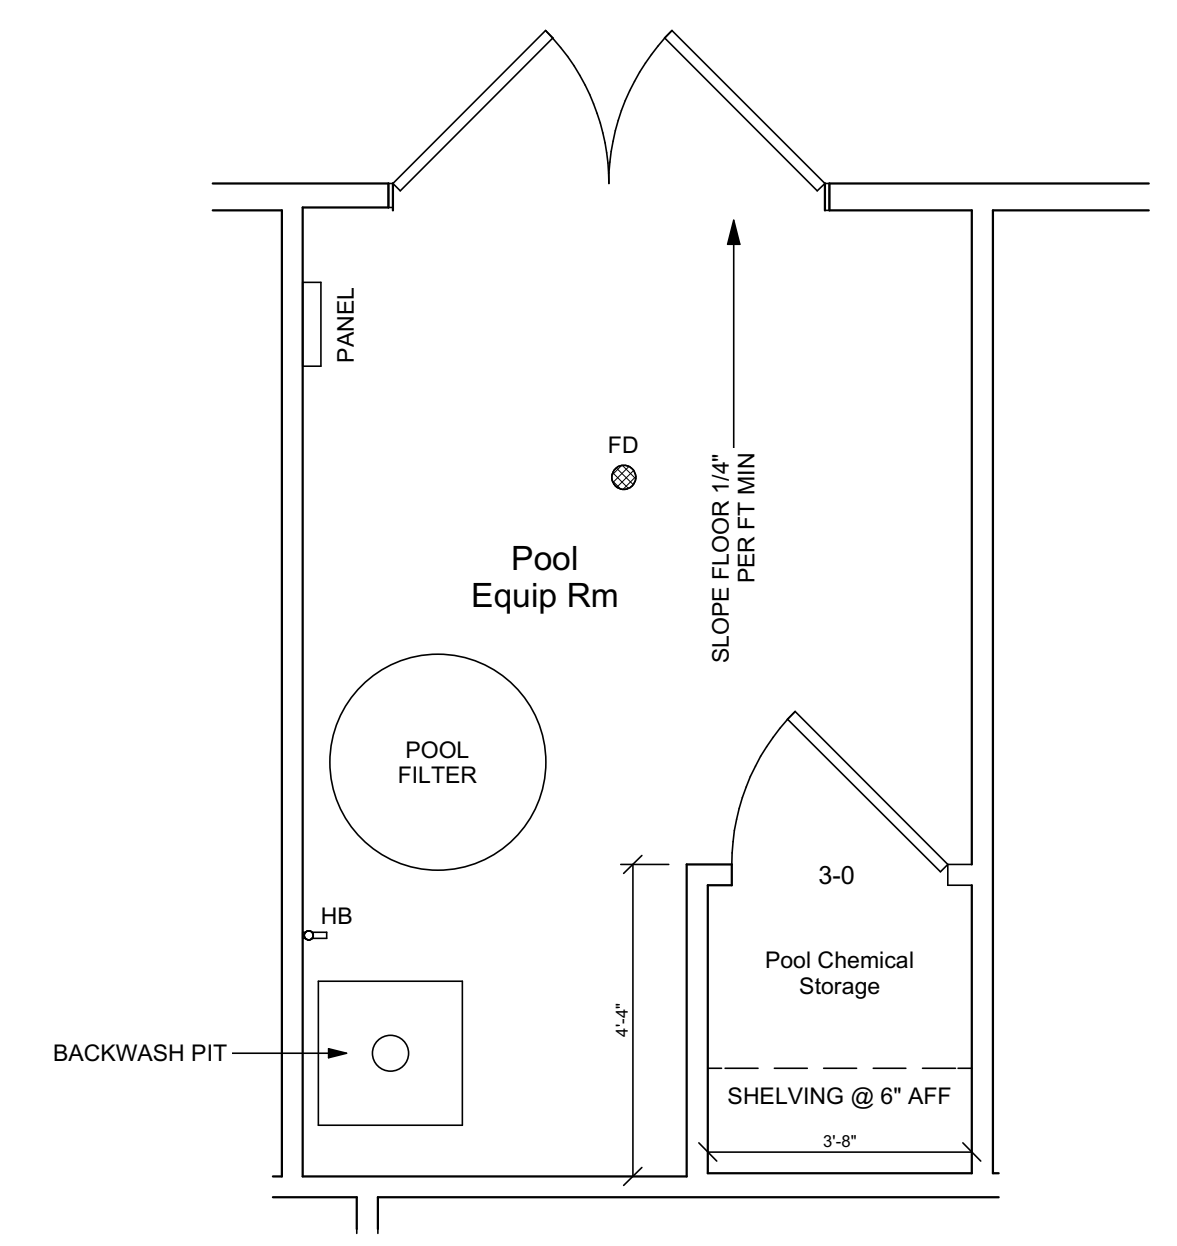 PANEL
FD
SLOPE FLOOR 1/4"
PER FT MIN
Pool
Equip Rm
POOL
FILTER
3-0
HB
Pool Chemical
Storage
4'-4"
BACKWASH PIT
SHELVING @ 6" AFF
3'-8"